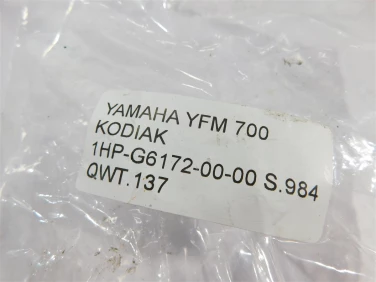 YAMAHA YFM 700
KODIAK
1HP-G6172-00-00 S.984
QWT.137